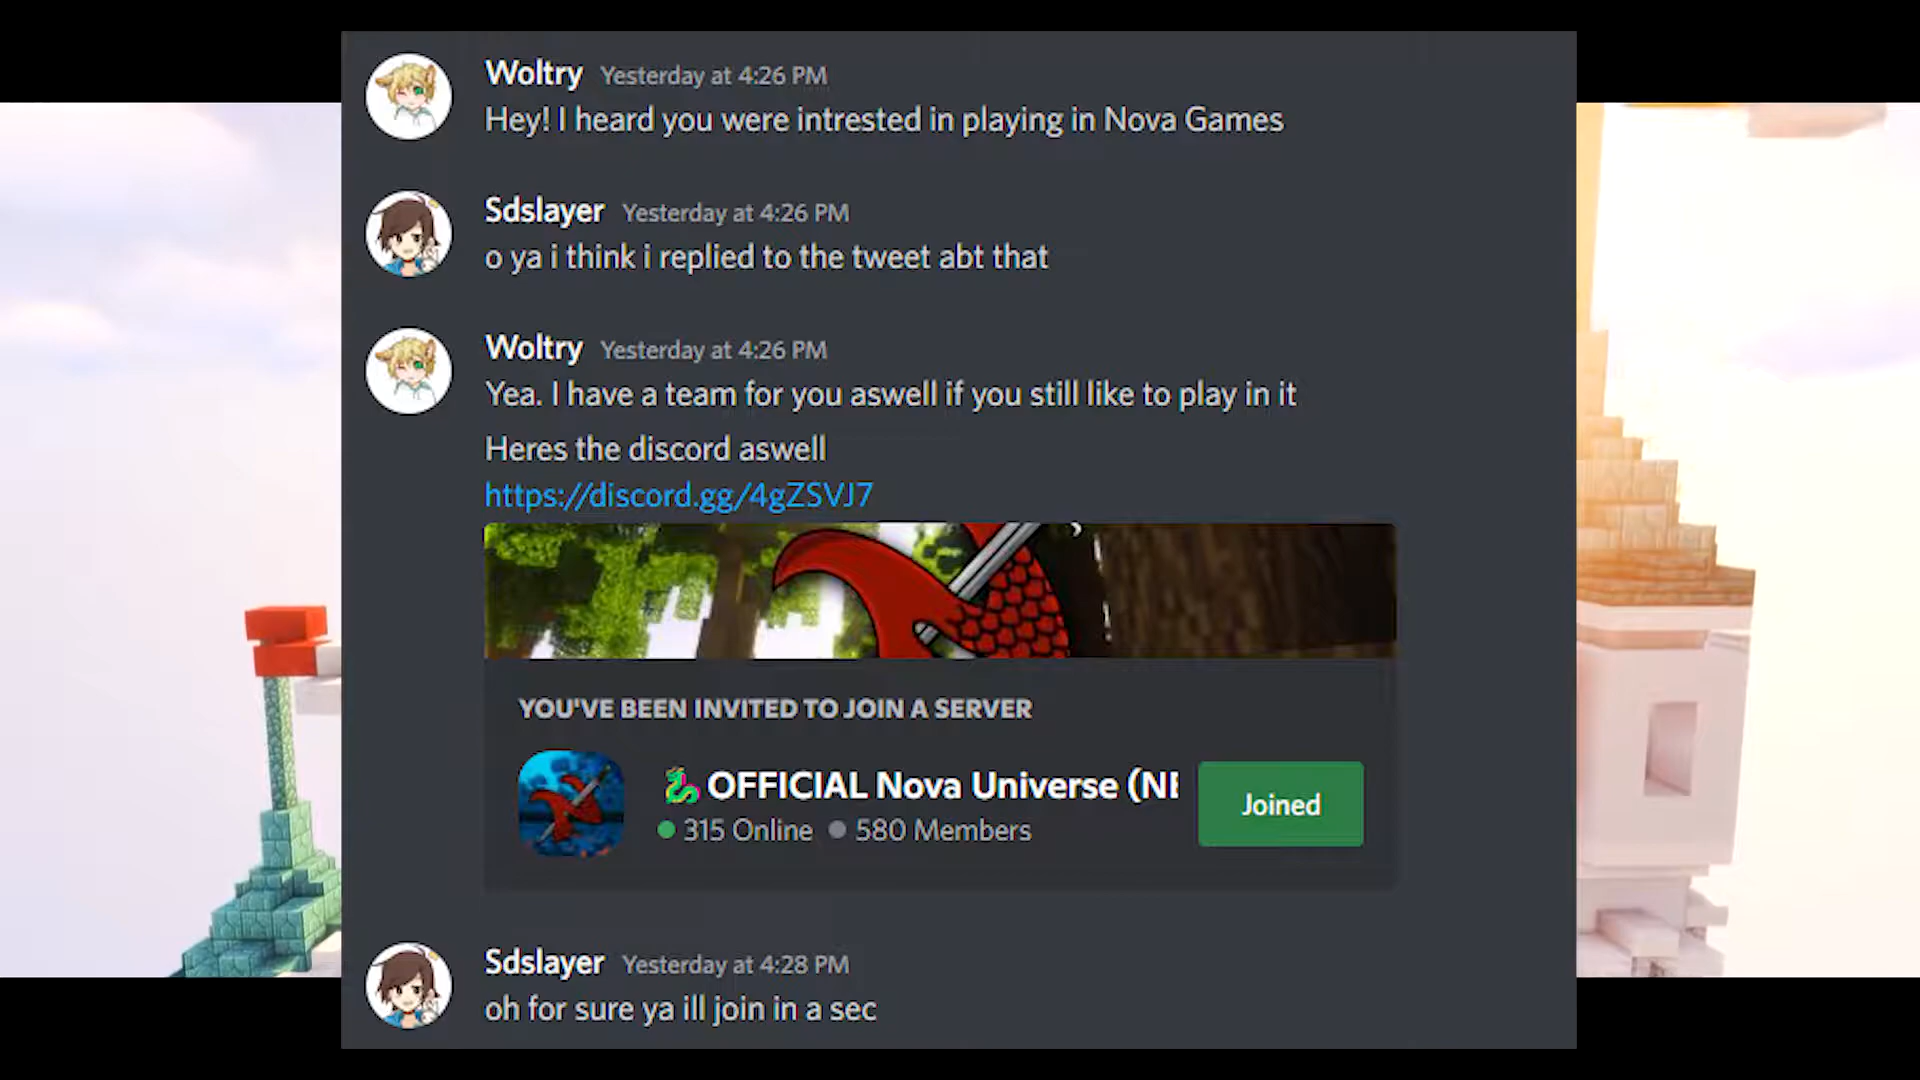 Woltry Yesterday at 4:26 PM
Hey! I heard you were intrested in playing in Nova Games
Sdslayer Yesterday at 4:26 PM
o ya i think i replied to the tweet abt that
Woltry Yesterday at 4:26 PM
Yea. I have a team for you aswell if you still like to play in it
Heres the discord aswell
https://discord.gg/4gZSVJ7
YOU'VE BEEN INVITED TO JOIN A SERVER
OFFICIAL Nova Universe (NE
315 Online 580 Members
Joined
Sdslayer Yesterday at 4:28 PM
oh for sure ya ill join in a sec